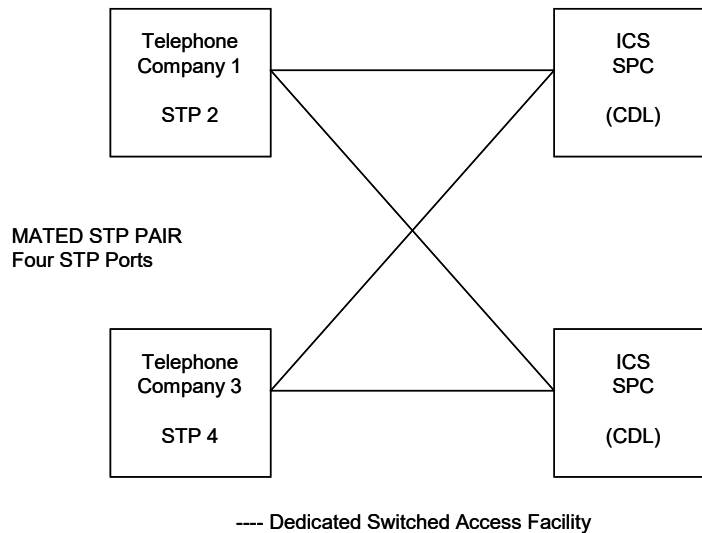 Telephone
Company 1
STP 2
ICS
SPC
(CDL)
MATED STP PAIR
Four STP Ports
Telephone
Company 3
STP 4
ICS
SPC
(CDL)
---- Dedicated Switched Access Facility